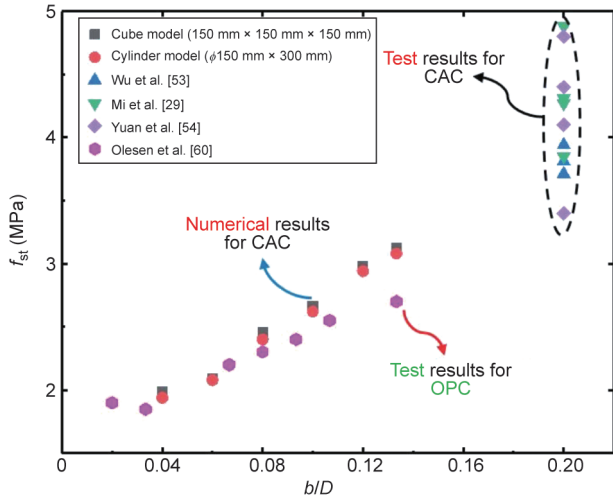 Cube model (150 mm × 150 mm × 150 mm)
Cylinder model (ϕ150 mm × 300 mm)
Wu et al. [53]
Mi et al. [29]
Yuan et al. [54]
Olesen et al. [60]
Test results for
CAC
Numerical results
for CAC
Test results for
OPC
5
4
3
2
f_st (MPa)
0
0.04
0.08
0.12
0.16
0.20
b/D